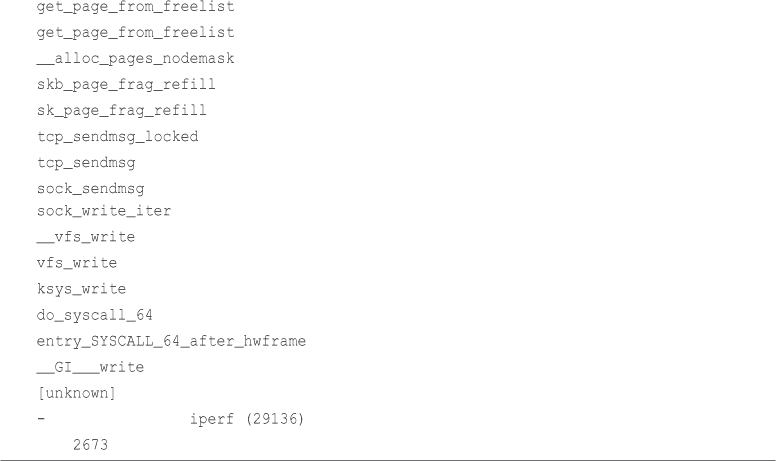 get_page_from_freelist
get_page_from_freelist
__alloc_pages_nodemask
skb_page_frag_refill
sk_page_frag_refill
tcp_sendmsg_locked
tcp_sendmsg
sock_sendmsg
sock_write_iter
__vfs_write
vfs_write
ksys_write
do_syscall_64
entry_SYSCALL_64_after_hwframe
__GI___write
[unknown]
- iperf (29136)
2673